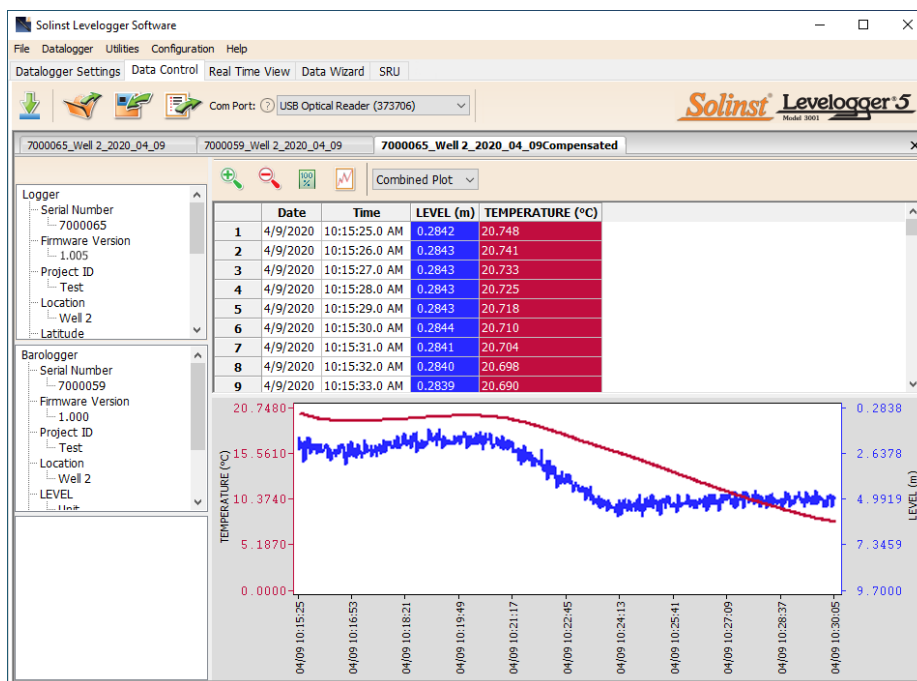 Solinst Levelogger Software
File Datalogger Utilities Configuration Help
Datalogger Settings Data Control Real Time View Data Wizard SRU
Com Port: ? USB Optical Reader (373706)
Solinst Levelogger 5
Model 3001
7000065_Well 2_2020_04_09 7000059_Well 2_2020_04_09 7000065_Well 2_2020_04_09Compensated
100 %
Combined Plot
Logger
Serial Number
7000065
Firmware Version
1.005
Project ID
Test
Location
Well 2
Latitude
Barologger
Serial Number
7000059
Firmware Version
1.000
Project ID
Test
Location
Well 2
LEVEL
Unit
Date Time LEVEL (m) TEMPERATURE (ºC)
1 4/9/2020 10:15:25.0 AM 0.2842 20.748
2 4/9/2020 10:15:26.0 AM 0.2843 20.741
3 4/9/2020 10:15:27.0 AM 0.2843 20.733
4 4/9/2020 10:15:28.0 AM 0.2843 20.725
5 4/9/2020 10:15:29.0 AM 0.2843 20.718
6 4/9/2020 10:15:30.0 AM 0.2844 20.710
7 4/9/2020 10:15:31.0 AM 0.2841 20.704
8 4/9/2020 10:15:32.0 AM 0.2840 20.698
9 4/9/2020 10:15:33.0 AM 0.2839 20.690
TEMPERATURE (ºC)
20.7480
15.5610
10.3740
5.1870
0.0000
0.2838
2.6378
4.9919
7.3459
9.7000
LEVEL (m)
04/09 10:15:25
04/09 10:16:53
04/09 10:18:21
04/09 10:19:49
04/09 10:21:17
04/09 10:22:45
04/09 10:24:13
04/09 10:25:41
04/09 10:27:09
04/09 10:28:37
04/09 10:30:05